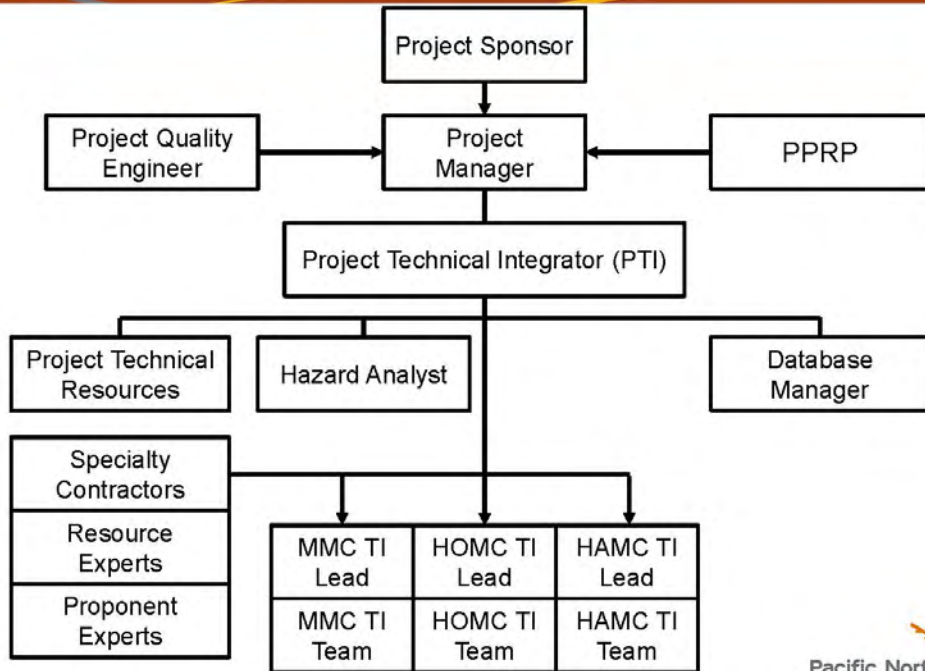 Project Sponsor
Project Quality
Engineer
Project
Manager
PPRP
Project Technical Integrator (PTI)
Project Technical
Resources
Hazard Analyst
Database
Manager
Specialty
Contractors
Resource
Experts
Proponent
Experts
MMC TI
Lead
HOMC TI
Lead
HAMC TI
Lead
MMC TI
Team
HOMC TI
Team
HAMC TI
Team
Pacific Nort